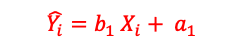 Ŷᵢ = b₁ Xᵢ + a₁